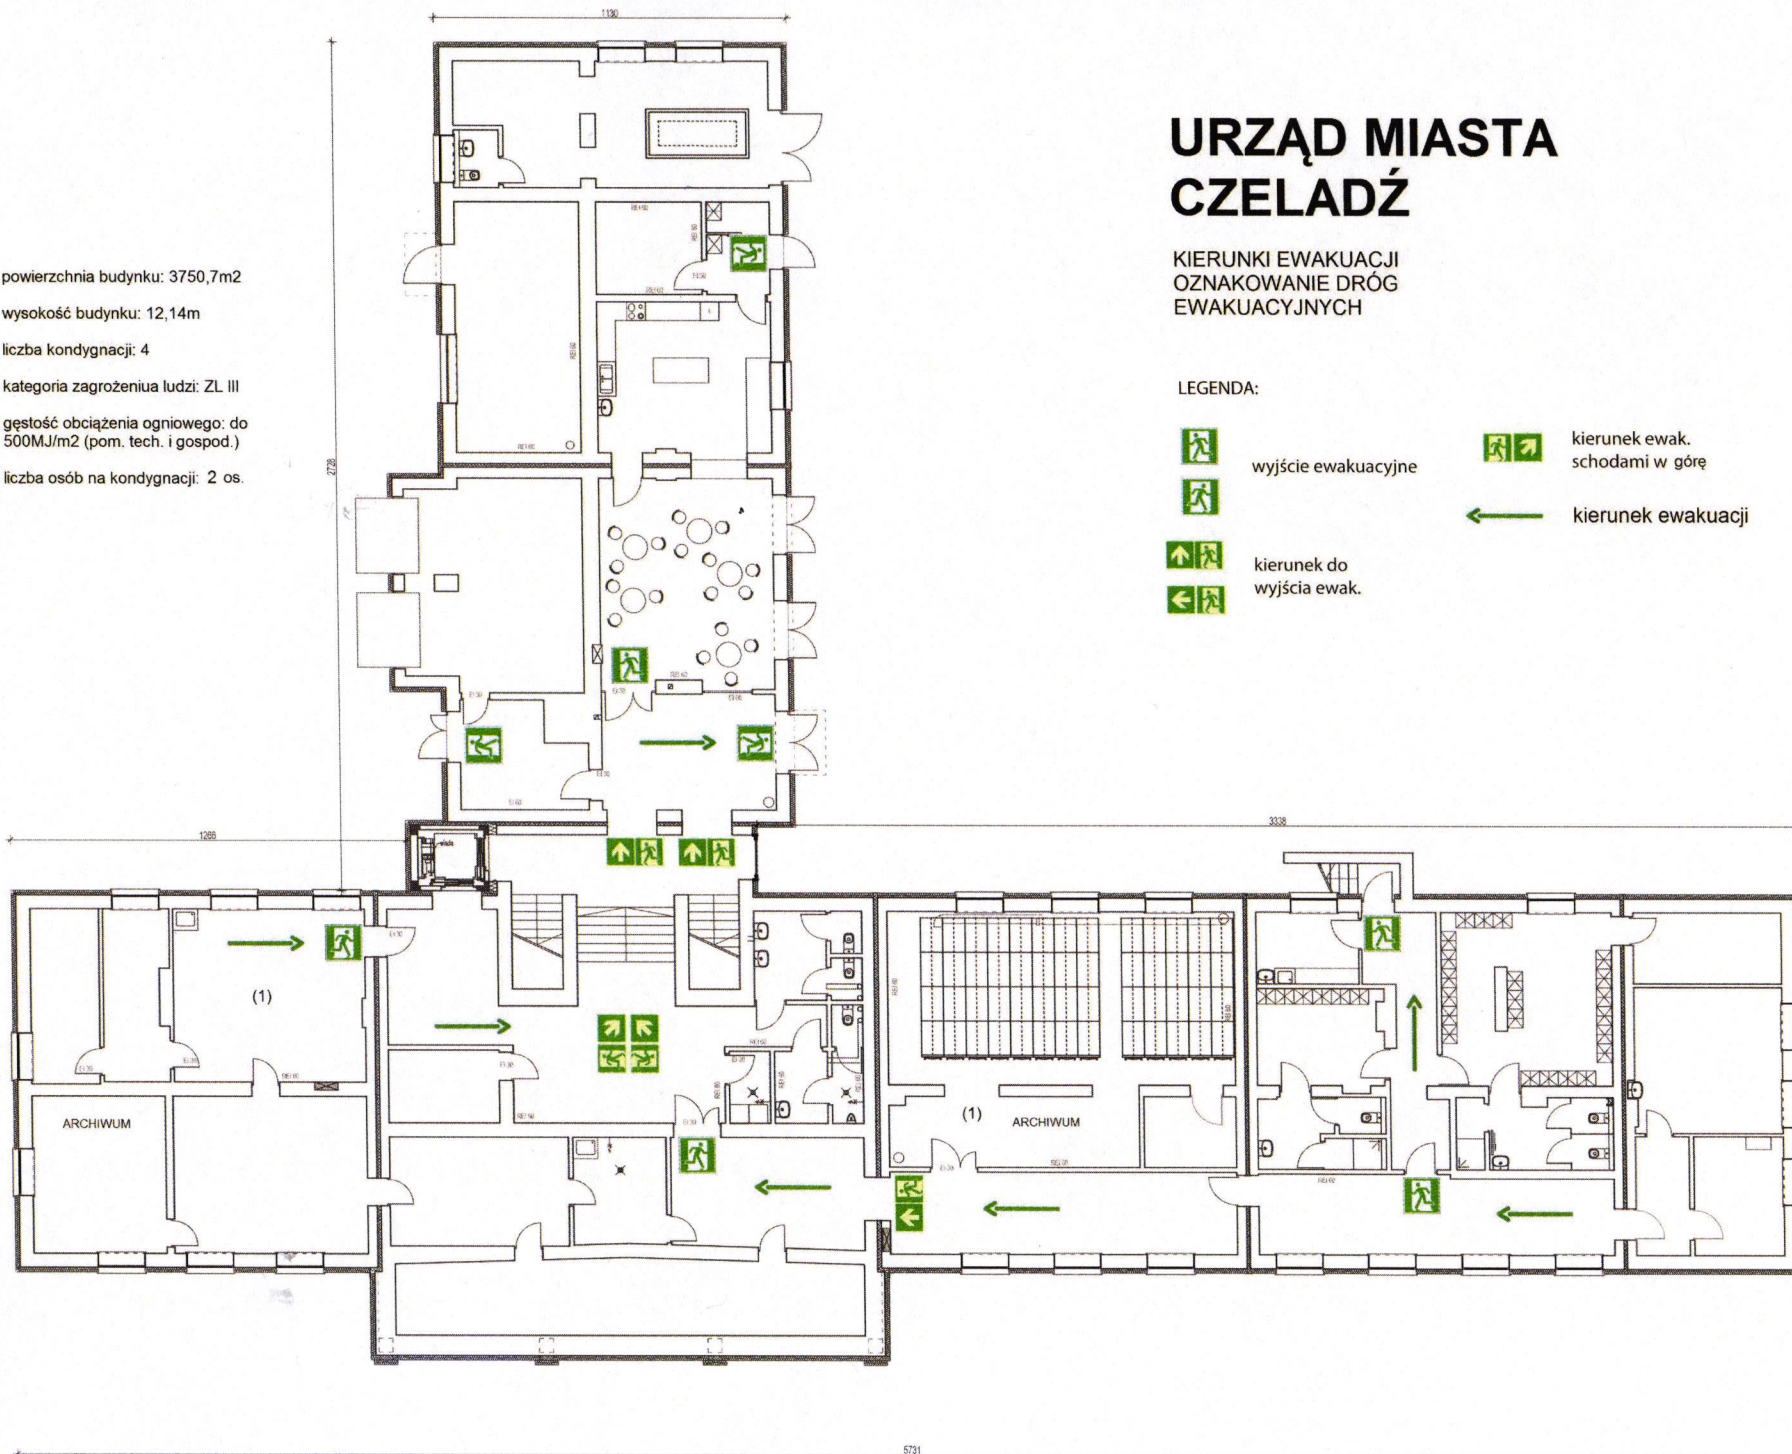 1130
URZĄD MIASTA
CZELADŹ
KIERUNKI EWAKUACJI
OZNAKOWANIE DRÓG
EWAKUACYJNYCH
powierzchnia budynku: 3750,7m2
wysokość budynku: 12,14m
liczba kondygnacji: 4
kategoria zagrożeniua ludzi: ZL III
gęstość obciążenia ogniowego: do
500MJ/m2 (pom. tech. i gospod.)
liczba osób na kondygnacji: 2 os.
LEGENDA:
wyjście ewakuacyjne
kierunek do
wyjścia ewak.
kierunek ewak.
schodami w górę
kierunek ewakuacji
2728
1266
3338
(1)
ARCHIWUM
(1)
ARCHIWUM
5731